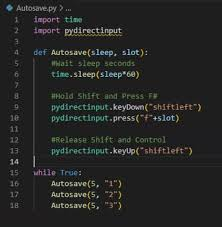 Autosave.py > ...
1 import time
2 import pydirectinput
3
4 def Autosave(sleep, slot):
5 #Wait sleep seconds
6 time.sleep(sleep*60)
7
8 #Hold Shift and Press F#
9 pydirectinput.keyDown("shiftleft")
10 pydirectinput.press("f"+slot)
11
12 #Release Shift and Control
13 pydirectinput.keyUp("shiftleft")
14
15 while True:
16 Autosave(5, "1")
17 Autosave(5, "2")
18 Autosave(5, "3")